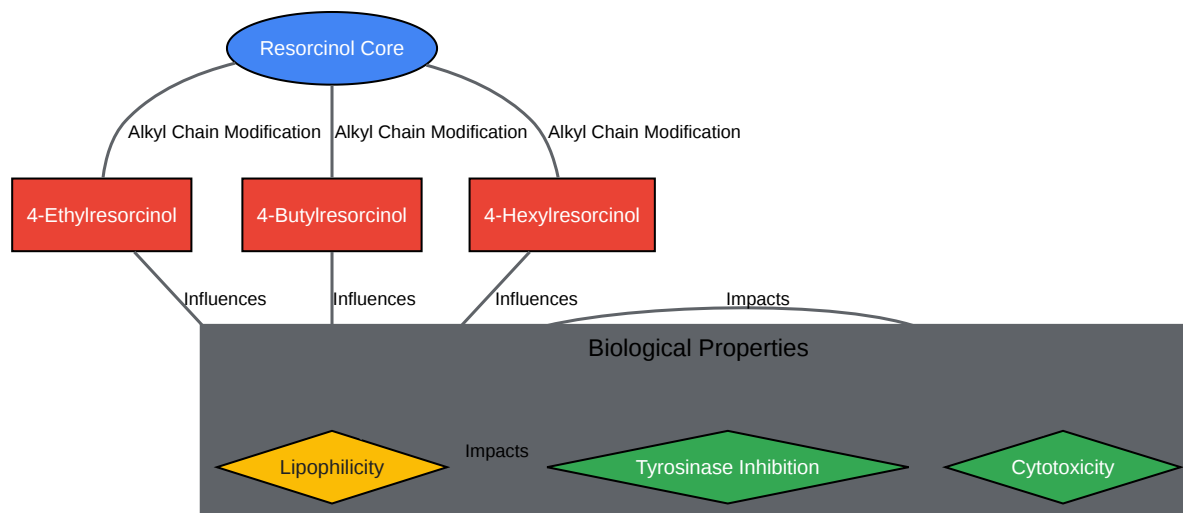 Resorcinol Core
Alkyl Chain Modification
Alkyl Chain Modification
Alkyl Chain Modification
4-Ethylresorcinol
4-Butylresorcinol
4-Hexylresorcinol
Influences
Influences
Influences
Impacts
Biological Properties
Impacts
Lipophilicity
Tyrosinase Inhibition
Cytotoxicity